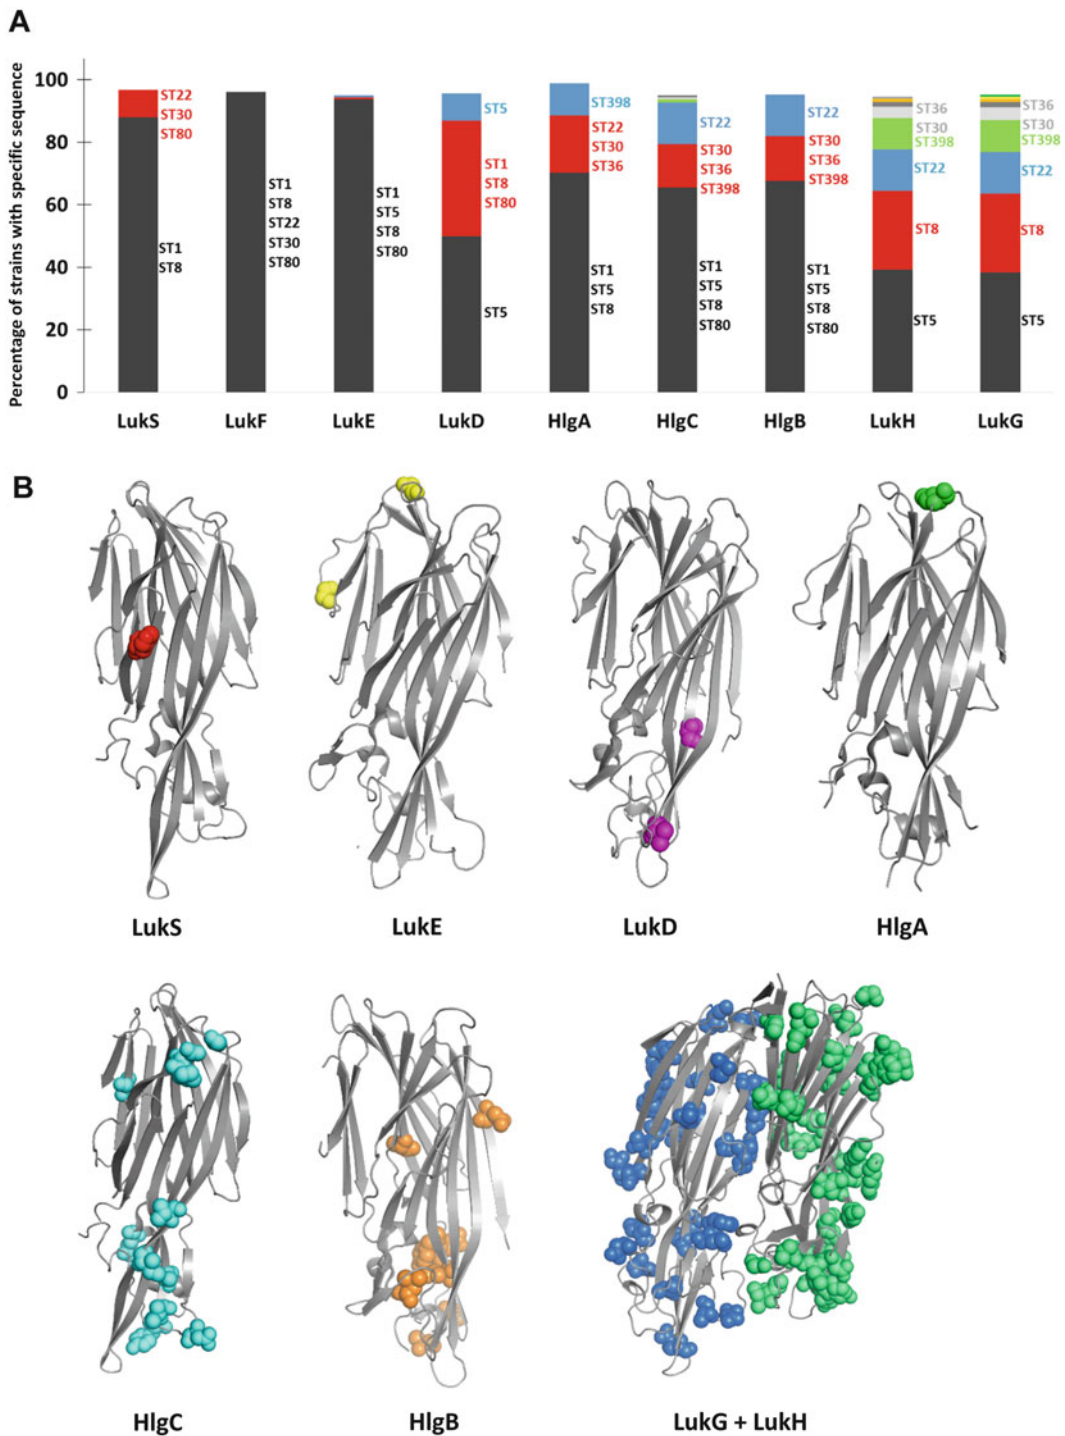 A
Percentage of strains with specific sequence
100
80
60
40
20
0
ST22
ST30
ST80
ST1
ST8
ST1
ST8
ST22
ST30
ST80
ST1
ST5
ST8
ST80
ST5
ST1
ST8
ST80
ST5
ST398
ST22
ST30
ST36
ST1
ST5
ST8
ST22
ST30
ST36
ST398
ST1
ST5
ST8
ST80
ST22
ST30
ST36
ST398
ST1
ST5
ST8
ST80
ST36
ST30
ST398
ST22
ST8
ST5
ST36
ST30
ST398
ST22
ST8
ST5
LukS
LukF
LukE
LukD
HlgA
HlgC
HlgB
LukH
LukG
B
LukS
LukE
LukD
HlgA
HlgC
HlgB
LukG + LukH